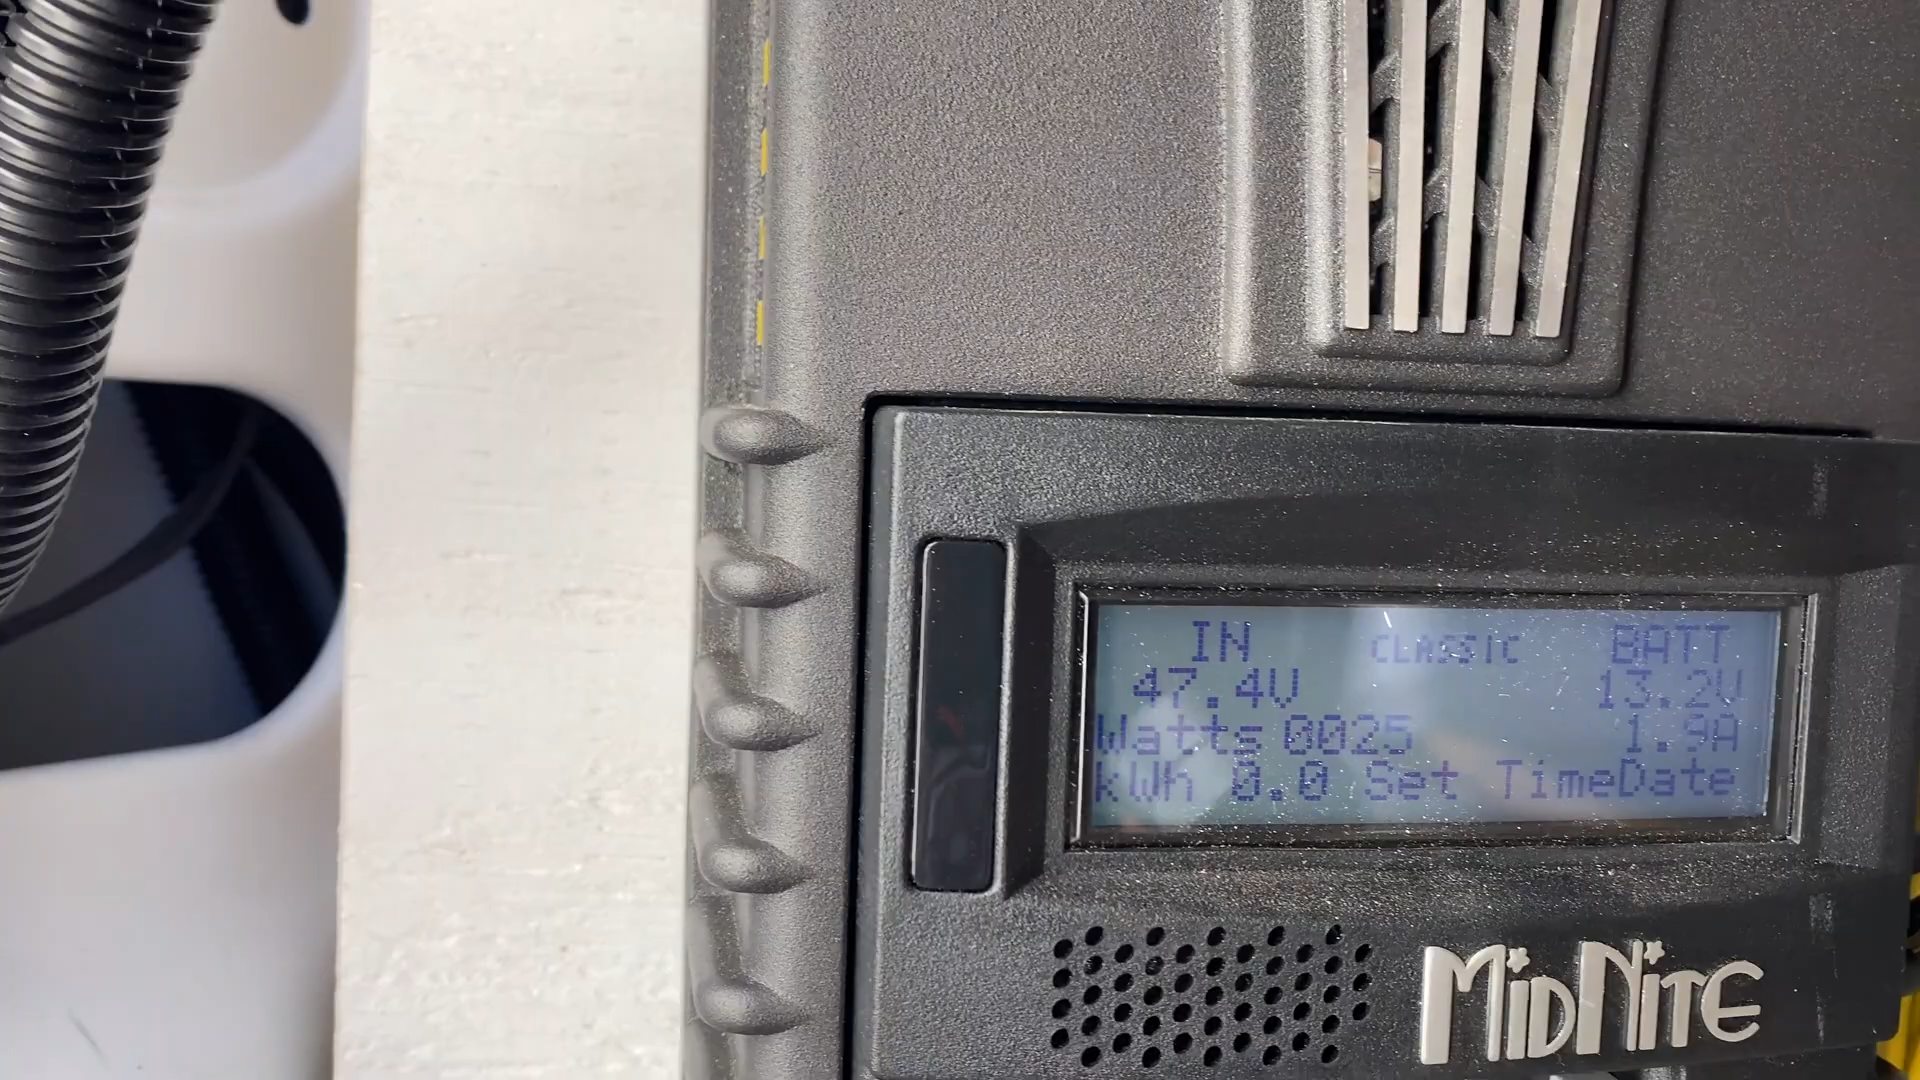 IN CLASSIC BATT
47.4V 13.2V
Watts 0025 1.9A
kWh 0.0 Set TimeDate
MIDNITE